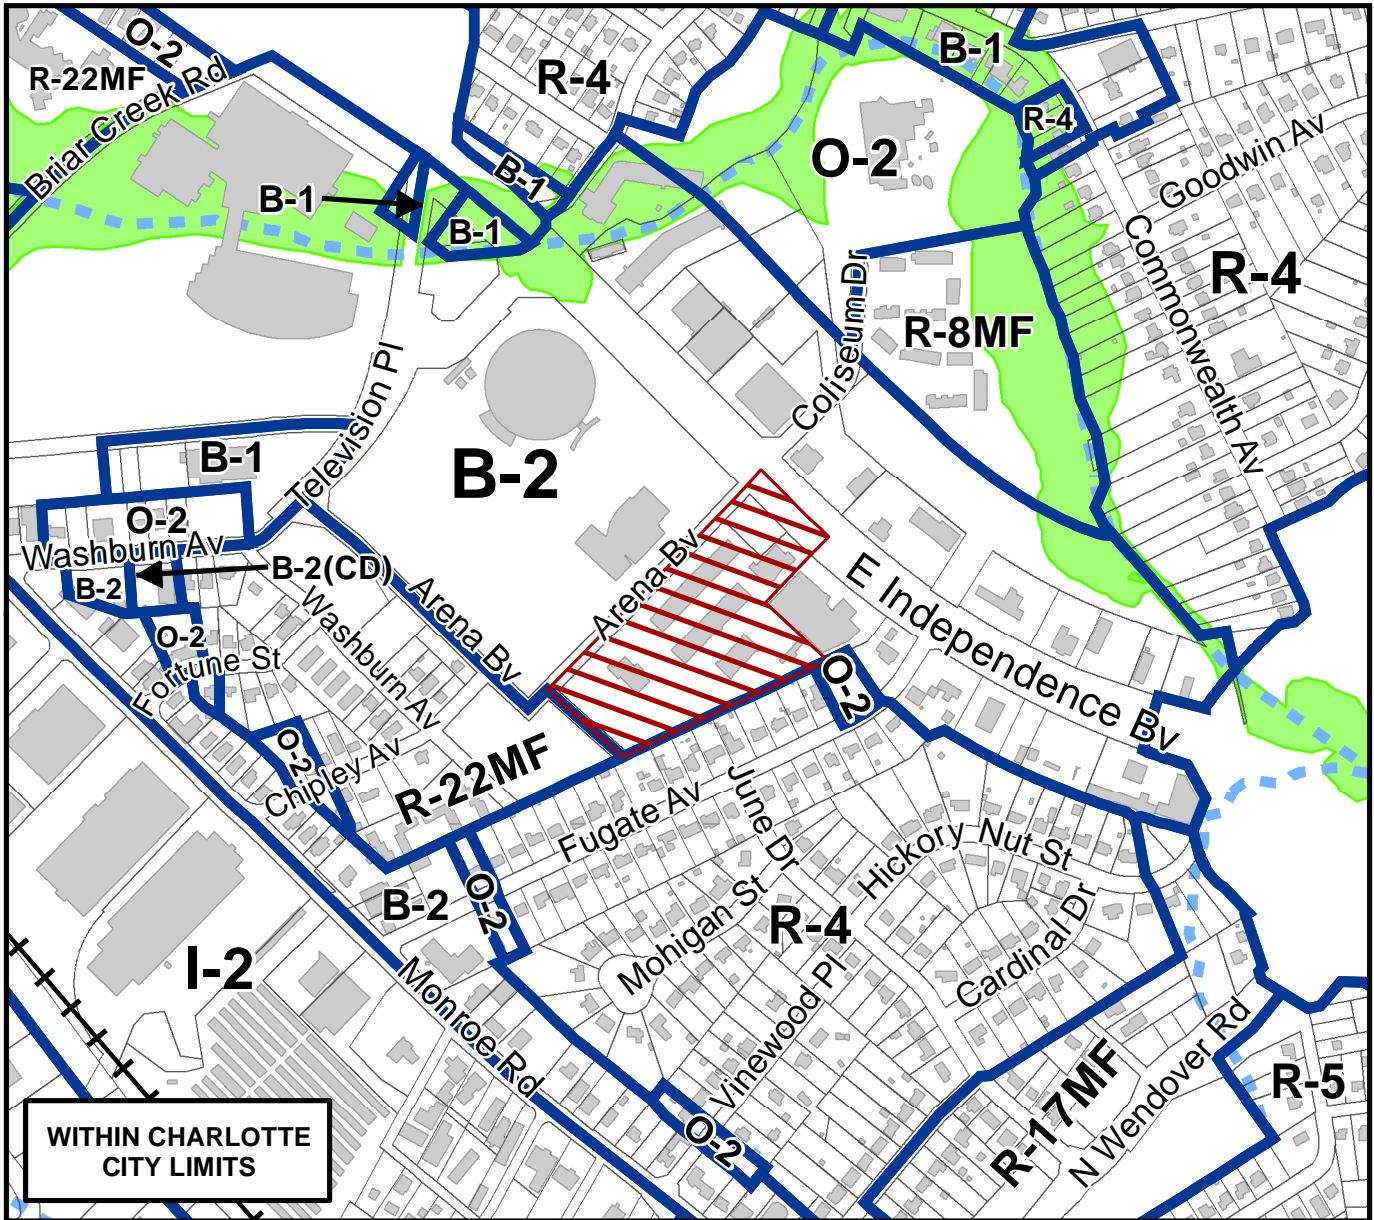 O-2
R-22MF
Briar Creek Rd
R-4
B-1
R-4
O-2
Goodwin Av
B-1
B-1
B-1
Commonwealth Av
R-4
Coliseum Dr
R-8MF
Television Pl
B-2
B-1
O-2
Washburn Av
B-2
B-2(CD)
Arena Bv
Arena Bv
E Independence Bv
Washburn Av
O-2
Fortune St
O-2
O-2
Chipley Av
R-22MF
Fugate Av
June Dr
Hickory Nut St
B-2
O-2
Mohigan St
R-4
Cardinal Dr
I-2
Monroe Rd
Vinewood Pl
O-2
R-17MF
N Wendover Rd
R-5
WITHIN CHARLOTTE
CITY LIMITS